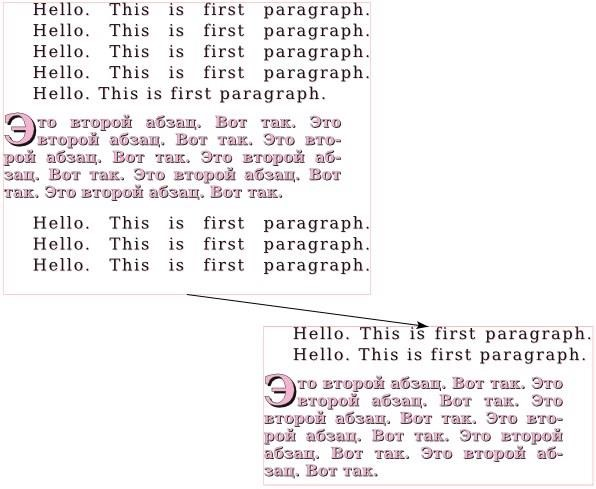 Hello. This is first paragraph.
Hello. This is first paragraph.
Hello. This is first paragraph.
Hello. This is first paragraph.
Hello. This is first paragraph.
Это второй абзац. Вот так. Это
второй абзац. Вот так. Это вто-
рой абзац. Вот так. Это второй аб-
зац. Вот так. Это второй абзац. Вот
так. Это второй абзац. Вот так.
Hello. This is first paragraph.
Hello. This is first paragraph.
Hello. This is first paragraph.
Hello. This is first paragraph.
Hello. This is first paragraph.
Это второй абзац. Вот так. Это
второй абзац. Вот так. Это
второй абзац. Вот так. Это вто-
рой абзац. Вот так. Это второй
абзац. Вот так. Это второй аб-
зац. Вот так.